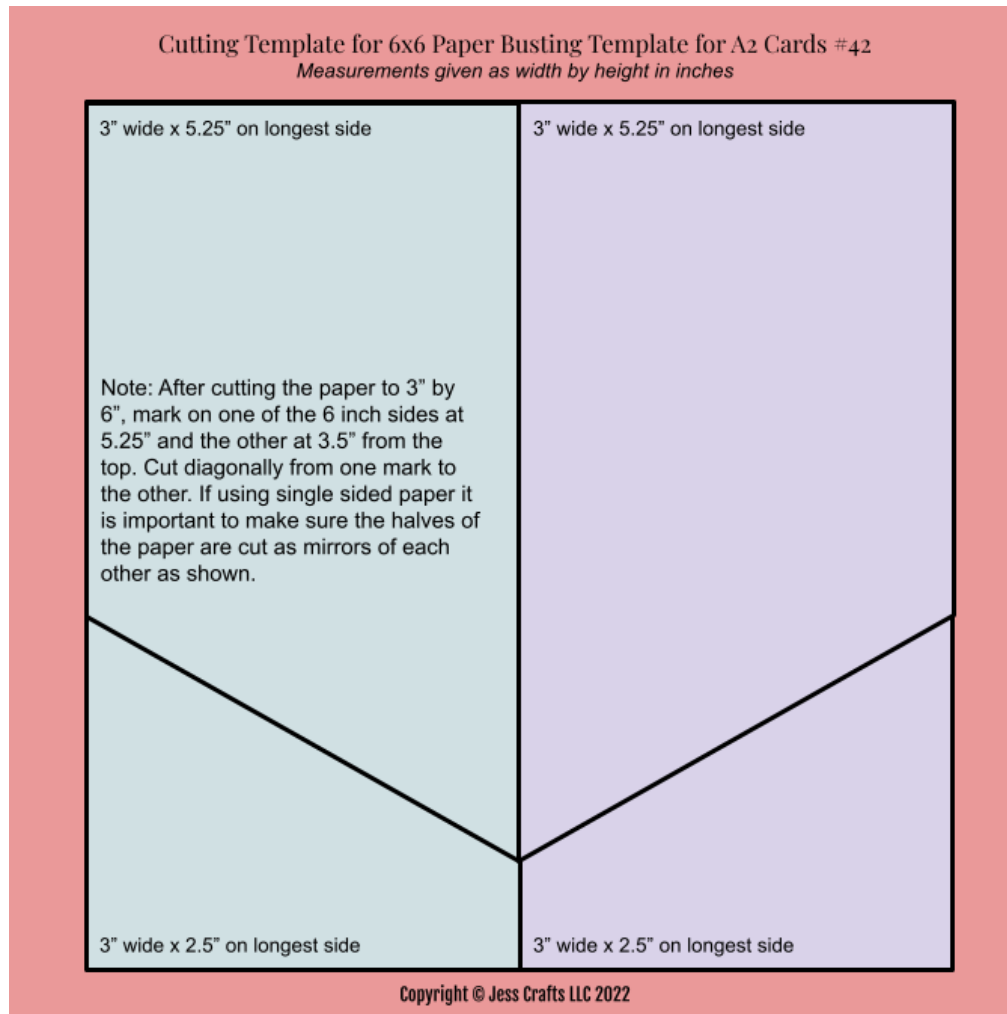 Cutting Template for 6x6 Paper Busting Template for A2 Cards #42
Measurements given as width by height in inches
3” wide x 5.25” on longest side
3” wide x 5.25” on longest side
Note: After cutting the paper to 3” by
6”, mark on one of the 6 inch sides at
5.25” and the other at 3.5” from the
top. Cut diagonally from one mark to
the other. If using single sided paper it
is important to make sure the halves of
the paper are cut as mirrors of each
other as shown.
3” wide x 2.5” on longest side
3” wide x 2.5” on longest side
Copyright © Jess Crafts LLC 2022